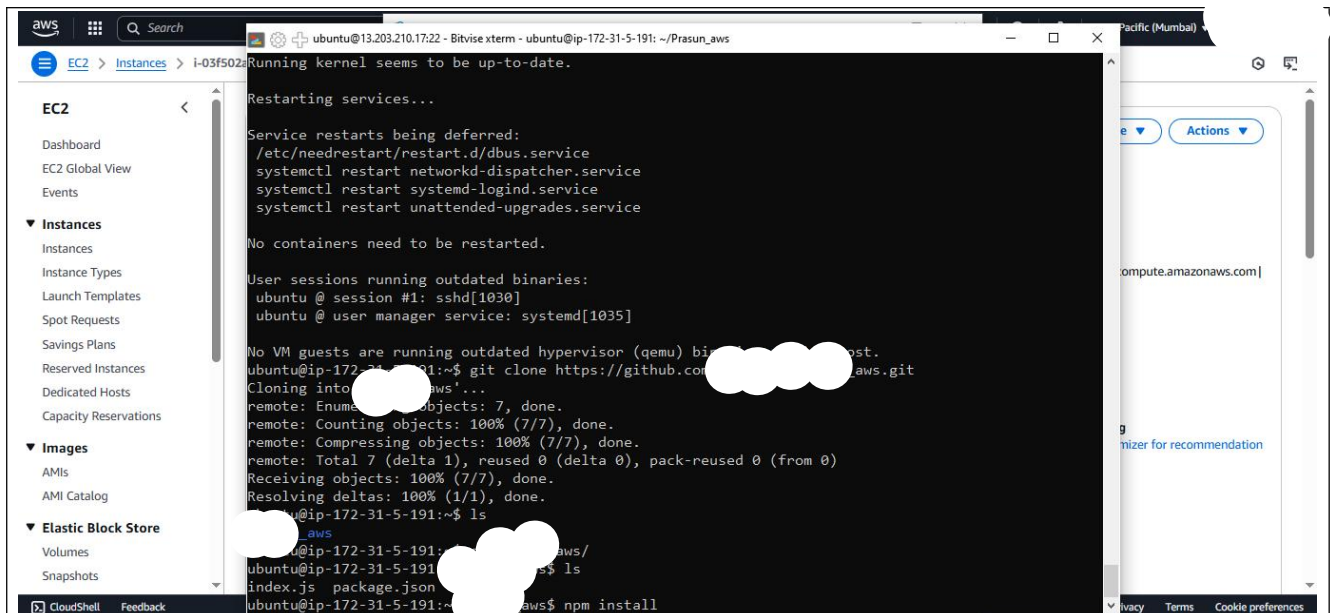 aws
Search
Pacific (Mumbai)
EC2 > Instances > i-03f502a
ubuntu@13.203.210.17:22 - Bitvise xterm - ubuntu@ip-172-31-5-191: ~/Prasun_aws
EC2
Dashboard
EC2 Global View
Events
Instances
Instances
Instance Types
Launch Templates
Spot Requests
Savings Plans
Reserved Instances
Dedicated Hosts
Capacity Reservations
Images
AMIs
AMI Catalog
Elastic Block Store
Volumes
Snapshots
Running kernel seems to be up-to-date.
Restarting services...
Service restarts being deferred:
/etc/needrestart/restart.d/dbus.service
systemctl restart networkd-dispatcher.service
systemctl restart systemd-logind.service
systemctl restart unattended-upgrades.service
No containers need to be restarted.
User sessions running outdated binaries:
ubuntu @ session #1: sshd[1030]
ubuntu @ user manager service: systemd[1035]
No VM guests are running outdated hypervisor (qemu)
ubuntu@ip-172-31-5-191:~$ git clone https://github.com _aws.git
Cloning into aws'...
remote: objects: 7, done.
remote: Counting objects: 100% (7/7), done.
remote: Compressing objects: 100% (7/7), done.
remote: Total 7 (delta 1), reused 0 (delta 0), pack-reused 0 (from 0)
Receiving objects: 100% (7/7), done.
Resolving deltas: 100% (1/1), done.
u@ip-172-31-5-191:~$ ls
_aws
u@ip-172-31-5-191: aws/
ubuntu@ip-172-31-5-191 s$ ls
index.js package.json
ubuntu@ip-172-31-5-191:~ aws$ npm install
Actions
compute.amazonaws.com |
mizer for recommendation
CloudShell Feedback
Terms Cookie preferences